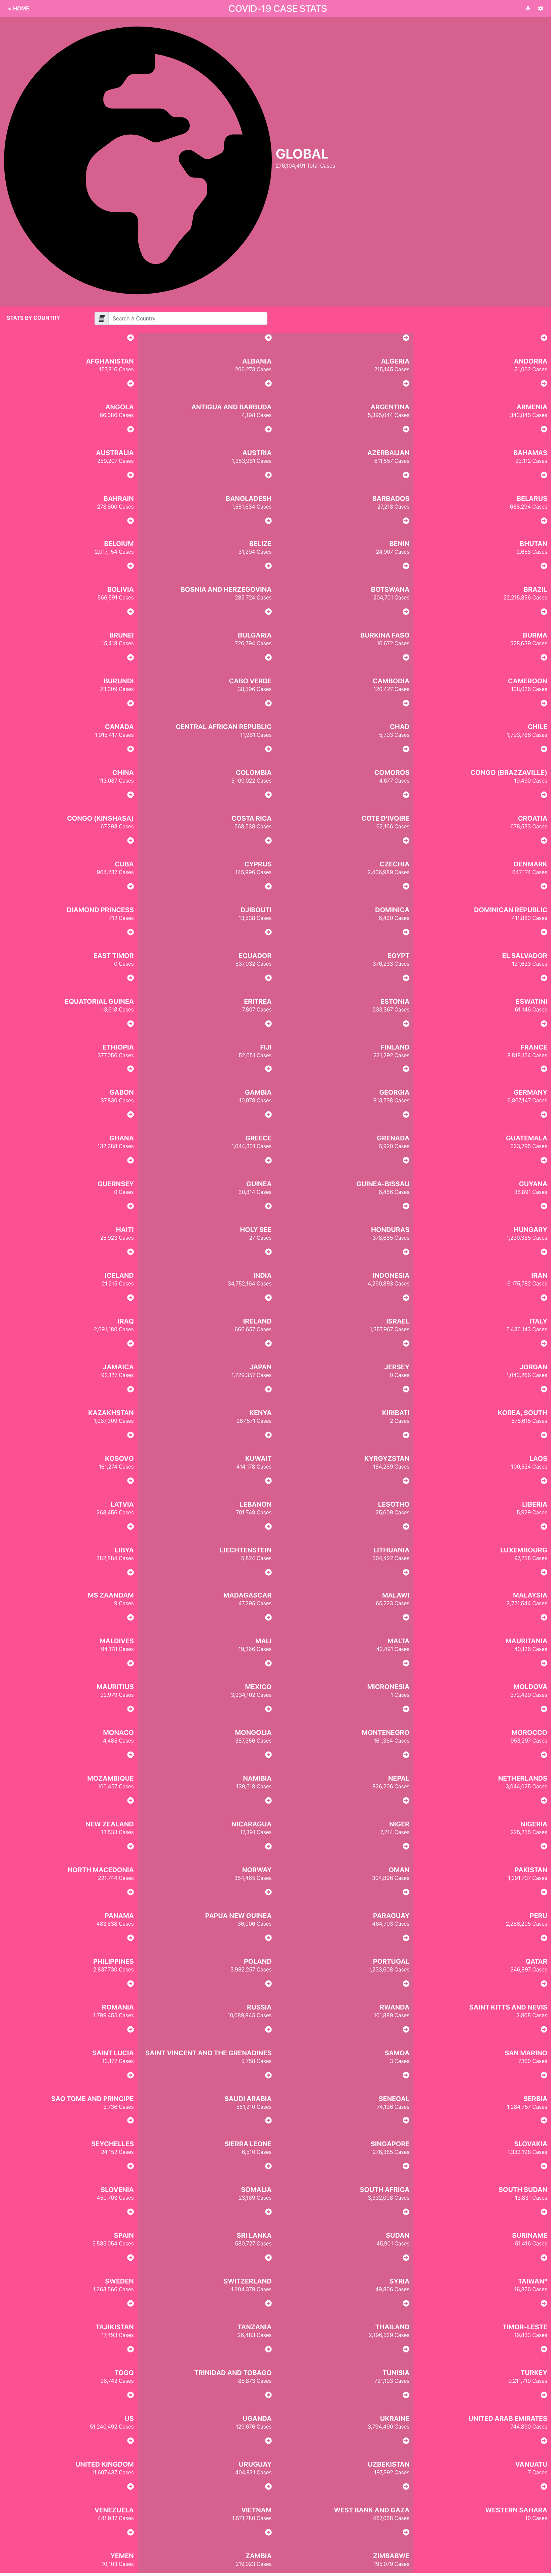 < HOME
COVID-19 CASE STATS
GLOBAL
276,104,491 Total Cases
STATS BY COUNTRY
Search A Country
AFGHANISTAN ALBANIA ALGERIA ANDORRA
157,816 Cases 206,273 Cases 215,145 Cases 21,062 Cases
ANGOLA ANTIGUA AND BARBUDA ARGENTINA ARMENIA
66,086 Cases 4,198 Cases 5,395,044 Cases 343,845 Cases
AUSTRALIA AUSTRIA AZERBAIJAN BAHAMAS
269,207 Cases 1,253,961 Cases 611,557 Cases 23,112 Cases
BAHRAIN BANGLADESH BARBADOS BELARUS
278,600 Cases 1,581,634 Cases 27,218 Cases 686,294 Cases
BELGIUM BELIZE BENIN BHUTAN
2,017,154 Cases 31,294 Cases 24,907 Cases 2,658 Cases
BOLIVIA BOSNIA AND HERZEGOVINA BOTSWANA BRAZIL
566,591 Cases 285,724 Cases 204,701 Cases 22,215,856 Cases
BRUNEI BULGARIA BURKINA FASO BURMA
15,418 Cases 726,794 Cases 16,672 Cases 528,639 Cases
BURUNDI CABO VERDE CAMBODIA CAMEROON
23,009 Cases 38,596 Cases 120,427 Cases 108,026 Cases
CANADA CENTRAL AFRICAN REPUBLIC CHAD CHILE
1,915,417 Cases 11,961 Cases 5,703 Cases 1,793,786 Cases
CHINA COLOMBIA COMOROS CONGO (BRAZZAVILLE)
113,087 Cases 5,109,022 Cases 4,677 Cases 19,490 Cases
CONGO (KINSHASA) COSTA RICA COTE D'IVOIRE CROATIA
67,299 Cases 568,538 Cases 62,166 Cases 678,533 Cases
CUBA CYPRUS CZECHIA DENMARK
964,237 Cases 145,996 Cases 2,406,989 Cases 647,174 Cases
DIAMOND PRINCESS DJIBOUTI DOMINICA DOMINICAN REPUBLIC
712 Cases 13,538 Cases 6,430 Cases 411,883 Cases
EAST TIMOR ECUADOR EGYPT EL SALVADOR
0 Cases 537,032 Cases 376,233 Cases 121,623 Cases
EQUATORIAL GUINEA ERITREA ESTONIA ESWATINI
13,618 Cases 7,807 Cases 233,367 Cases 61,146 Cases
ETHIOPIA FIJI FINLAND FRANCE
377,056 Cases 52,651 Cases 221,292 Cases 8,818,154 Cases
GABON GAMBIA GEORGIA GERMANY
37,630 Cases 10,078 Cases 913,738 Cases 6,867,147 Cases
GHANA GREECE GRENADA GUATEMALA
132,288 Cases 1,044,301 Cases 5,920 Cases 623,795 Cases
GUERNSEY GUINEA GUINEA-BISSAU GUYANA
0 Cases 30,814 Cases 6,456 Cases 38,891 Cases
HAITI HOLY SEE HONDURAS HUNGARY
25,923 Cases 27 Cases 378,685 Cases 1,230,385 Cases
ICELAND INDIA INDONESIA IRAN
21,215 Cases 34,752,164 Cases 4,260,893 Cases 6,175,782 Cases
IRAQ IRELAND ISRAEL ITALY
2,091,180 Cases 666,657 Cases 1,357,967 Cases 5,436,143 Cases
JAMAICA JAPAN JERSEY JORDAN
92,127 Cases 1,729,357 Cases 0 Cases 1,043,266 Cases
KAZAKHSTAN KENYA KIRIBATI KOREA, SOUTH
1,067,309 Cases 267,571 Cases 2 Cases 575,615 Cases
KOSOVO KUWAIT KYRGYZSTAN LAOS
161,274 Cases 414,179 Cases 184,269 Cases 100,524 Cases
LATVIA LEBANON LESOTHO LIBERIA
268,456 Cases 701,749 Cases 25,609 Cases 5,929 Cases
LIBYA LIECHTENSTEIN LITHUANIA LUXEMBOURG
382,884 Cases 5,824 Cases 504,422 Cases 97,258 Cases
MS ZAANDAM MADAGASCAR MALAWI MALAYSIA
9 Cases 47,295 Cases 65,223 Cases 2,721,544 Cases
MALDIVES MALI MALTA MAURITANIA
94,178 Cases 19,366 Cases 42,491 Cases 40,126 Cases
MAURITIUS MEXICO MICRONESIA MOLDOVA
22,979 Cases 3,934,102 Cases 1 Cases 372,429 Cases
MONACO MONGOLIA MONTENEGRO MOROCCO
4,485 Cases 387,356 Cases 161,364 Cases 953,297 Cases
MOZAMBIQUE NAMIBIA NEPAL NETHERLANDS
160,457 Cases 139,518 Cases 826,206 Cases 3,044,025 Cases
NEW ZEALAND NICARAGUA NIGER NIGERIA
13,533 Cases 17,391 Cases 7,214 Cases 225,255 Cases
NORTH MACEDONIA NORWAY OMAN PAKISTAN
221,744 Cases 354,465 Cases 304,896 Cases 1,291,737 Cases
PANAMA PAPUA NEW GUINEA PARAGUAY PERU
483,638 Cases 36,006 Cases 464,703 Cases 2,266,205 Cases
PHILIPPINES POLAND PORTUGAL QATAR
2,837,730 Cases 3,982,257 Cases 1,233,608 Cases 246,897 Cases
ROMANIA RUSSIA RWANDA SAINT KITTS AND NEVIS
1,799,455 Cases 10,089,945 Cases 101,889 Cases 2,808 Cases
SAINT LUCIA SAINT VINCENT AND THE GRENADINES SAMOA SAN MARINO
13,177 Cases 5,758 Cases 3 Cases 7,160 Cases
SAO TOME AND PRINCIPE SAUDI ARABIA SENEGAL SERBIA
3,736 Cases 551,210 Cases 74,196 Cases 1,284,757 Cases
SEYCHELLES SIERRA LEONE SINGAPORE SLOVAKIA
24,152 Cases 6,510 Cases 276,385 Cases 1,332,198 Cases
SLOVENIA SOMALIA SOUTH AFRICA SOUTH SUDAN
450,703 Cases 23,169 Cases 3,332,008 Cases 13,831 Cases
SPAIN SRI LANKA SUDAN SURINAME
5,585,054 Cases 580,727 Cases 45,901 Cases 51,416 Cases
SWEDEN SWITZERLAND SYRIA TAIWAN*
1,263,566 Cases 1,204,379 Cases 49,806 Cases 16,826 Cases
TAJIKISTAN TANZANIA THAILAND TIMOR-LESTE
17,493 Cases 26,483 Cases 2,196,529 Cases 19,833 Cases
TOGO TRINIDAD AND TOBAGO TUNISIA TURKEY
26,742 Cases 85,873 Cases 721,103 Cases 9,211,710 Cases
US UGANDA UKRAINE UNITED ARAB EMIRATES
51,240,492 Cases 129,676 Cases 3,794,490 Cases 744,890 Cases
UNITED KINGDOM URUGUAY UZBEKISTAN VANUATU
11,607,487 Cases 404,821 Cases 197,392 Cases 7 Cases
VENEZUELA VIETNAM WEST BANK AND GAZA WESTERN SAHARA
441,937 Cases 1,571,780 Cases 467,058 Cases 10 Cases
YEMEN ZAMBIA ZIMBABWE
10,103 Cases 219,023 Cases 195,079 Cases